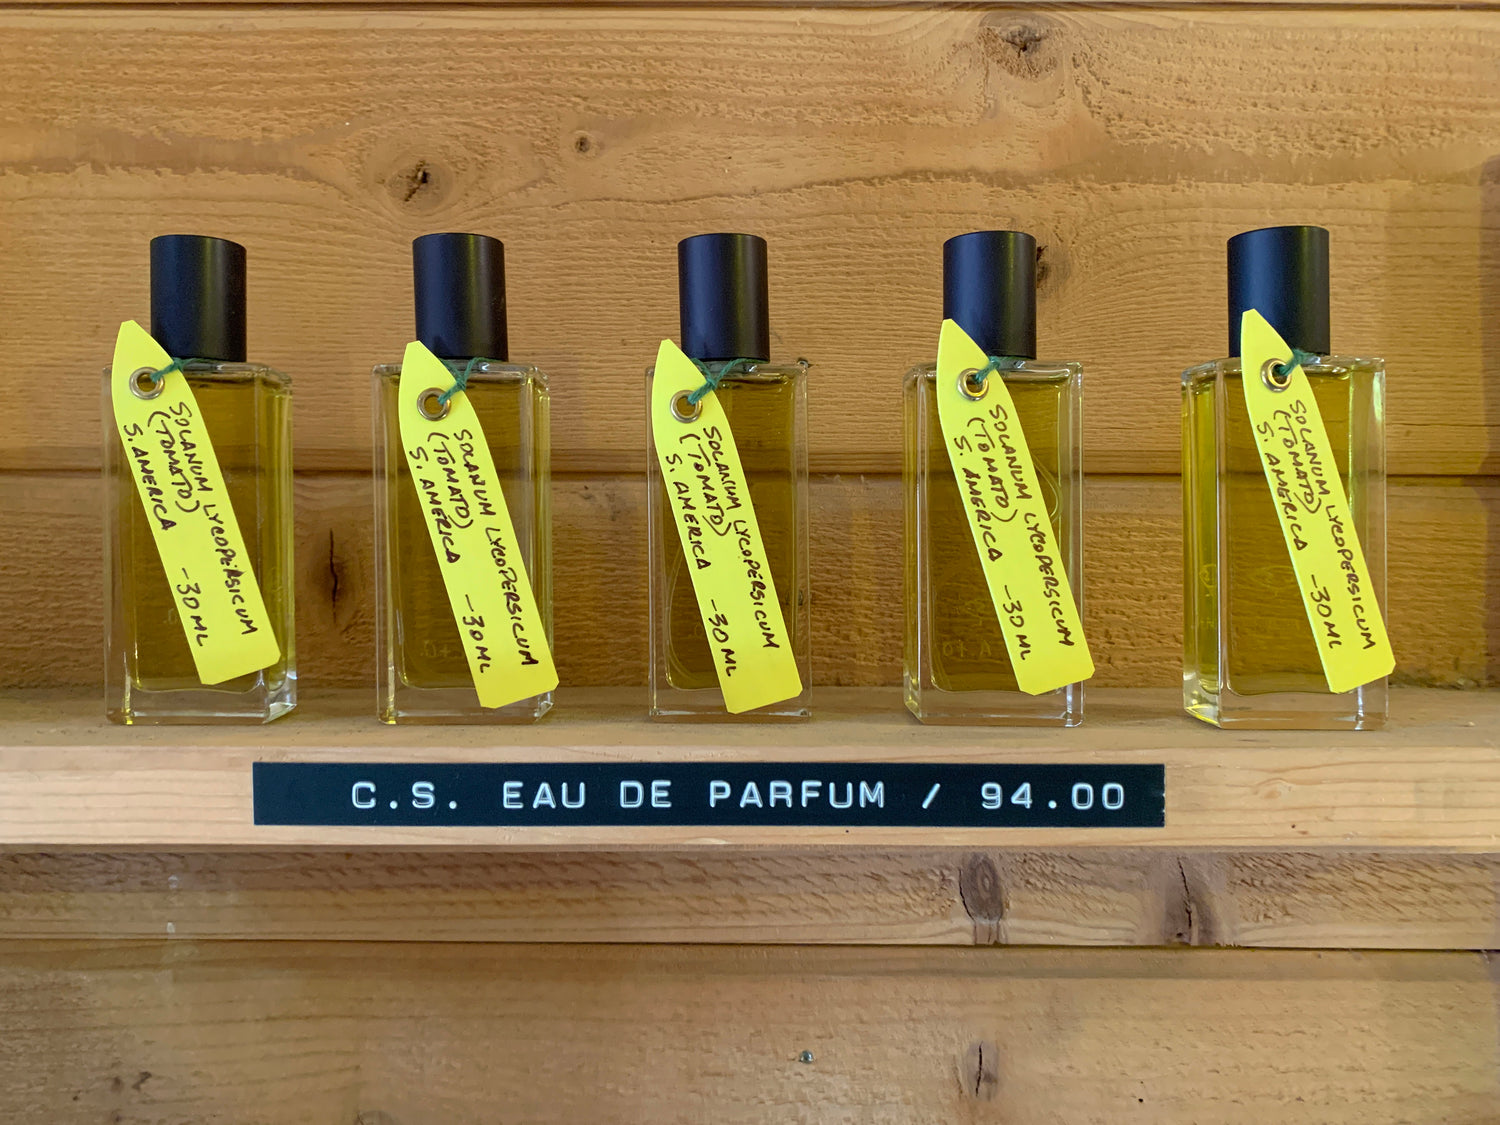 SOLANUM LYCOPERSICUM
(TOMATO)
S. AMERICA -30 ML
SOLANUM LYCOPERSICUM
(TOMATO)
S. AMERICA -30 ML
SOLANUM LYCOPERSICUM
(TOMATO)
S. AMERICA -30 ML
SOLANUM LYCOPERSICUM
(TOMATO)
S. AMERICA -30 ML
SOLANUM LYCOPERSICUM
(TOMATO)
S. AMERICA -30 ML
C.S. EAU DE PARFUM / 94.00